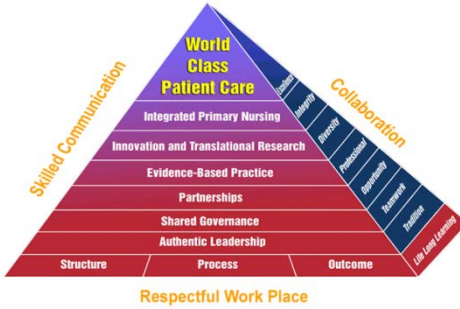 World
Class
Patient Care
Integrated Primary Nursing
Innovation and Translational Research
Evidence-Based Practice
Partnerships
Shared Governance
Authentic Leadership
Structure
Process
Outcome
Excellence
Integrity
Diversity
Professional
Opportunity
Teamwork
Tradition
Life Long Learning
Skilled Communication
Collaboration
Respectful Work Place